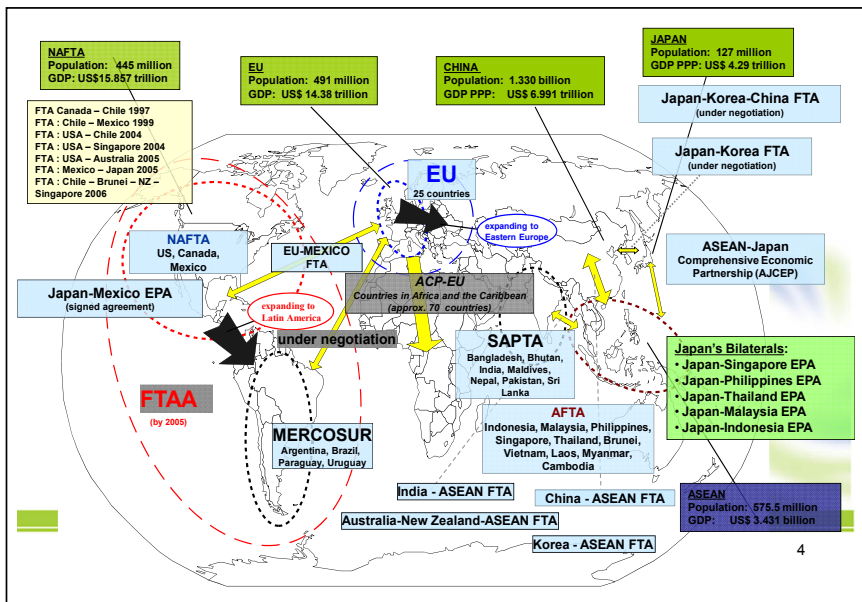 NAFTA
Population: 445 million
GDP: US$15.857 trillion
EU
Population: 491 million
GDP: US$ 14.38 trillion
CHINA
Population: 1.330 billion
GDP PPP: US$ 6.991 trillion
JAPAN
Population: 127 million
GDP PPP: US$ 4.29 trillion
FTA Canada – Chile 1997
FTA : Chile – Mexico 1999
FTA : USA – Chile 2004
FTA : USA – Singapore 2004
FTA : USA – Australia 2005
FTA : Mexico – Japan 2005
FTA : Chile – Brunei – NZ –
Singapore 2006
Japan-Korea-China FTA
(under negotiation)
Japan-Korea FTA
(under negotiation)
EU
25 countries
expanding to
Eastern Europe
NAFTA
US, Canada,
Mexico
EU-MEXICO
FTA
ASEAN-Japan
Comprehensive Economic
Partnership (AJCEP)
ACP-EU
Countries in Africa and the Caribbean
(approx. 70 countries)
Japan-Mexico EPA
(signed agreement)
expanding to
Latin America
under negotiation
SAPTA
Bangladesh, Bhutan,
India, Maldives,
Nepal, Pakistan, Sri
Lanka
Japan's Bilaterals:
• Japan-Singapore EPA
• Japan-Philippines EPA
• Japan-Thailand EPA
• Japan-Malaysia EPA
• Japan-Indonesia EPA
FTAA
(by 2005)
MERCOSUR
Argentina, Brazil,
Paraguay, Uruguay
AFTA
Indonesia, Malaysia, Philippines,
Singapore, Thailand, Brunei,
Vietnam, Laos, Myanmar,
Cambodia
India - ASEAN FTA
China - ASEAN FTA
ASEAN
Population: 575.5 million
GDP: US$ 3.431 billion
Australia-New Zealand-ASEAN FTA
Korea - ASEAN FTA
4